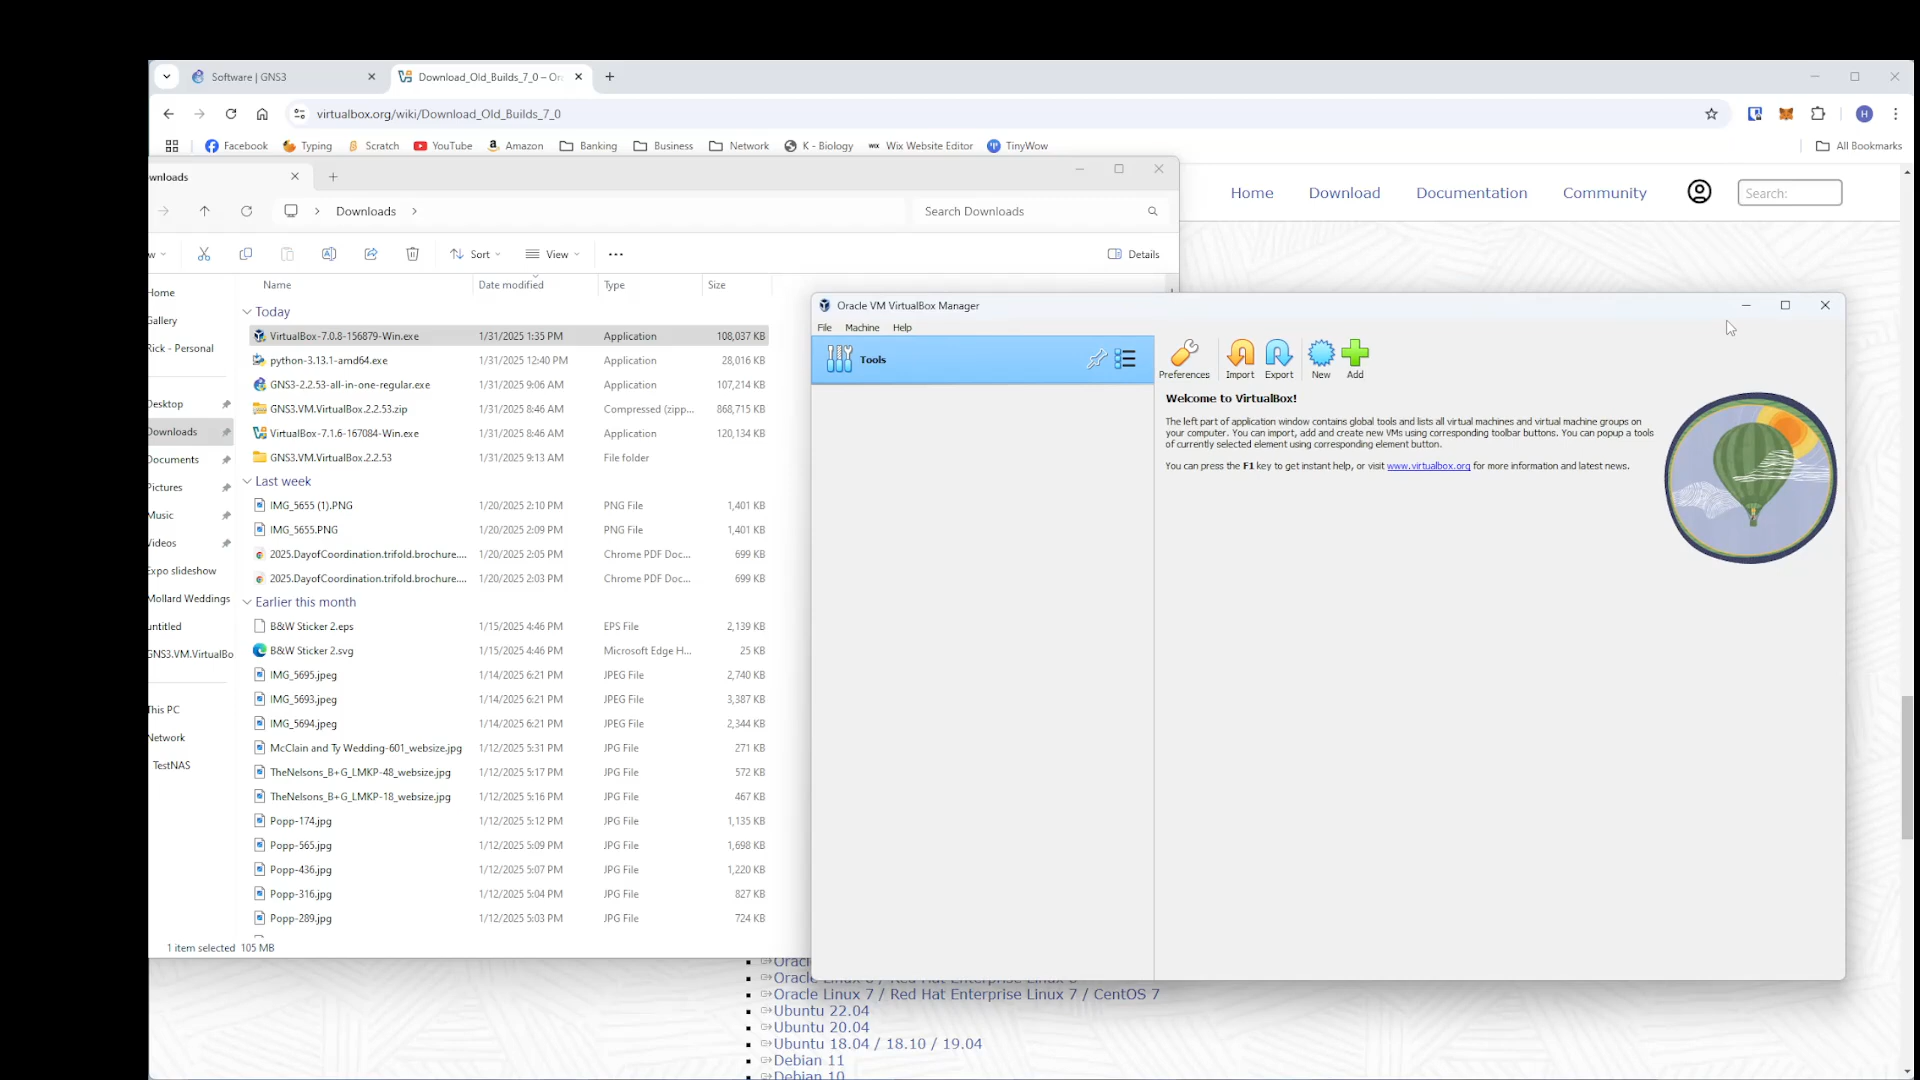 Software | GNS3
Download_Old_Builds_7_0 – Or
virtualbox.org/wiki/Download_Old_Builds_7_0
H
Facebook
Typing
Scratch
YouTube
Amazon
Banking
Business
Network
K - Biology
Wix Website Editor
TinyWow
All Bookmarks
Home
Download
Documentation
Community
Search:
wnloads
Downloads
Search Downloads
w
Sort
View
Details
Name
Date modified
Type
Size
Home
Gallery
Rick - Personal
Desktop
Downloads
Documents
Pictures
Music
Videos
Expo slideshow
Mollard Weddings
untitled
GNS3.VM.VirtualBo
This PC
Network
TestNAS
Today
VirtualBox-7.0.8-156879-Win.exe 1/31/2025 1:35 PM Application 108,037 KB
python-3.13.1-amd64.exe 1/31/2025 12:40 PM Application 28,016 KB
GNS3-2.2.53-all-in-one-regular.exe 1/31/2025 9:06 AM Application 107,214 KB
GNS3.VM.VirtualBox.2.2.53.zip 1/31/2025 8:46 AM Compressed (zipp... 868,715 KB
VirtualBox-7.1.6-167084-Win.exe 1/31/2025 8:46 AM Application 120,134 KB
GNS3.VM.VirtualBox.2.2.53 1/31/2025 9:13 AM File folder
Last week
IMG_5655 (1).PNG 1/20/2025 2:10 PM PNG File 1,401 KB
IMG_5655.PNG 1/20/2025 2:09 PM PNG File 1,401 KB
2025.DayofCoordination.trifold.brochure.... 1/20/2025 2:05 PM Chrome PDF Doc... 699 KB
2025.DayofCoordination.trifold.brochure.... 1/20/2025 2:03 PM Chrome PDF Doc... 699 KB
Earlier this month
B&W Sticker 2.eps 1/15/2025 4:46 PM EPS File 2,139 KB
B&W Sticker 2.svg 1/15/2025 4:46 PM Microsoft Edge H... 25 KB
IMG_5695.jpeg 1/14/2025 6:21 PM JPEG File 2,740 KB
IMG_5693.jpeg 1/14/2025 6:21 PM JPEG File 3,387 KB
IMG_5694.jpeg 1/14/2025 6:21 PM JPEG File 2,344 KB
McClain and Ty Wedding-601_websize.jpg 1/12/2025 5:31 PM JPG File 271 KB
TheNelsons_B+G_LMKP-48_websize.jpg 1/12/2025 5:17 PM JPG File 572 KB
TheNelsons_B+G_LMKP-18_websize.jpg 1/12/2025 5:16 PM JPG File 467 KB
Popp-174.jpg 1/12/2025 5:12 PM JPG File 1,135 KB
Popp-565.jpg 1/12/2025 5:09 PM JPG File 1,698 KB
Popp-436.jpg 1/12/2025 5:07 PM JPG File 1,220 KB
Popp-316.jpg 1/12/2025 5:04 PM JPG File 827 KB
Popp-289.jpg 1/12/2025 5:03 PM JPG File 724 KB
1 item selected 105 MB
Oracle VM VirtualBox Manager
File Machine Help
Tools
Preferences Import Export New Add
Welcome to VirtualBox!
The left part of application window contains global tools and lists all virtual machines and virtual machine groups on
your computer. You can import, add and create new VMs using corresponding toolbar buttons. You can popup a tools
of currently selected element using corresponding element button.
You can press the F1 key to get instant help, or visit www.virtualbox.org for more information and latest news.
Oracl
Oracle Linux 7 / Red Hat Enterprise Linux 7 / CentOS 7
Ubuntu 22.04
Ubuntu 20.04
Ubuntu 18.04 / 18.10 / 19.04
Debian 11
Debian 10